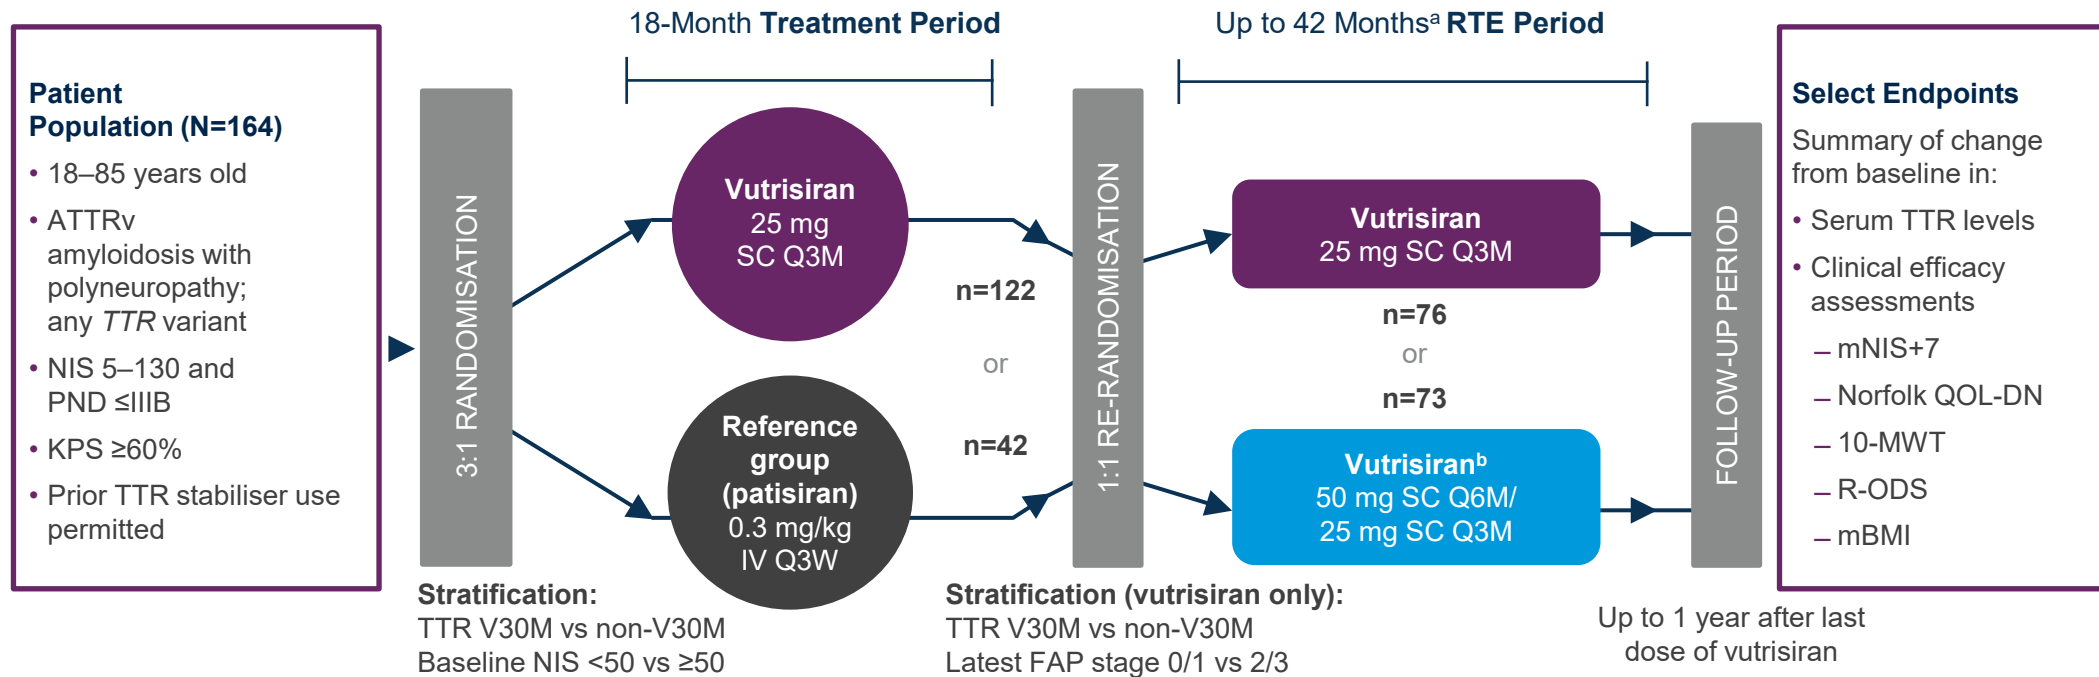 18-Month Treatment Period
Up to 42 Monthsᵃ RTE Period
Patient
Population (N=164)
• 18–85 years old
• ATTRv
amyloidosis with
polyneuropathy;
any TTR variant
• NIS 5–130 and
PND ≤IIIB
• KPS ≥60%
• Prior TTR stabiliser use
permitted
3:1 RANDOMISATION
Stratification:
TTR V30M vs non-V30M
Baseline NIS <50 vs ≥50
Vutrisiran
25 mg
SC Q3M
n=122
or
n=42
Reference
group
(patisiran)
0.3 mg/kg
IV Q3W
1:1 RE-RANDOMISATION
Stratification (vutrisiran only):
TTR V30M vs non-V30M
Latest FAP stage 0/1 vs 2/3
Vutrisiran
25 mg SC Q3M
n=76
or
n=73
Vutrisiranᵇ
50 mg SC Q6M/
25 mg SC Q3M
FOLLOW-UP PERIOD
Up to 1 year after last
dose of vutrisiran
Select Endpoints
Summary of change
from baseline in:
• Serum TTR levels
• Clinical efficacy
assessments
– mNIS+7
– Norfolk QOL-DN
– 10-MWT
– R-ODS
– mBMI